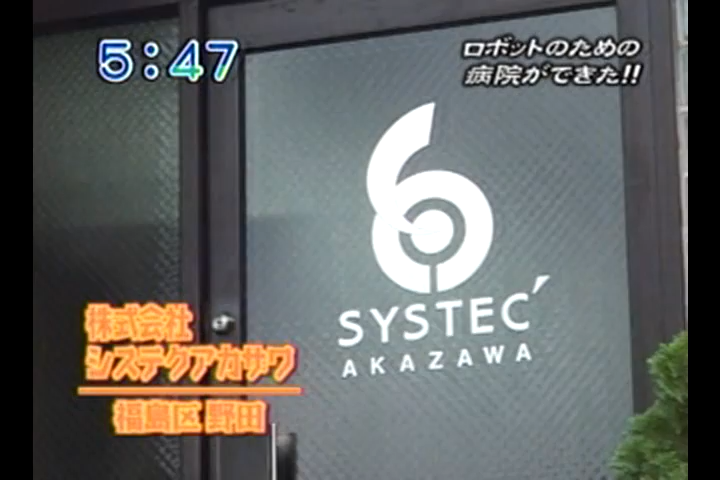 5:47
ロボットのための
病院ができた!!
SYSTEC'
AKAZAWA
株式会社
システクアカザワ
福島区 野田